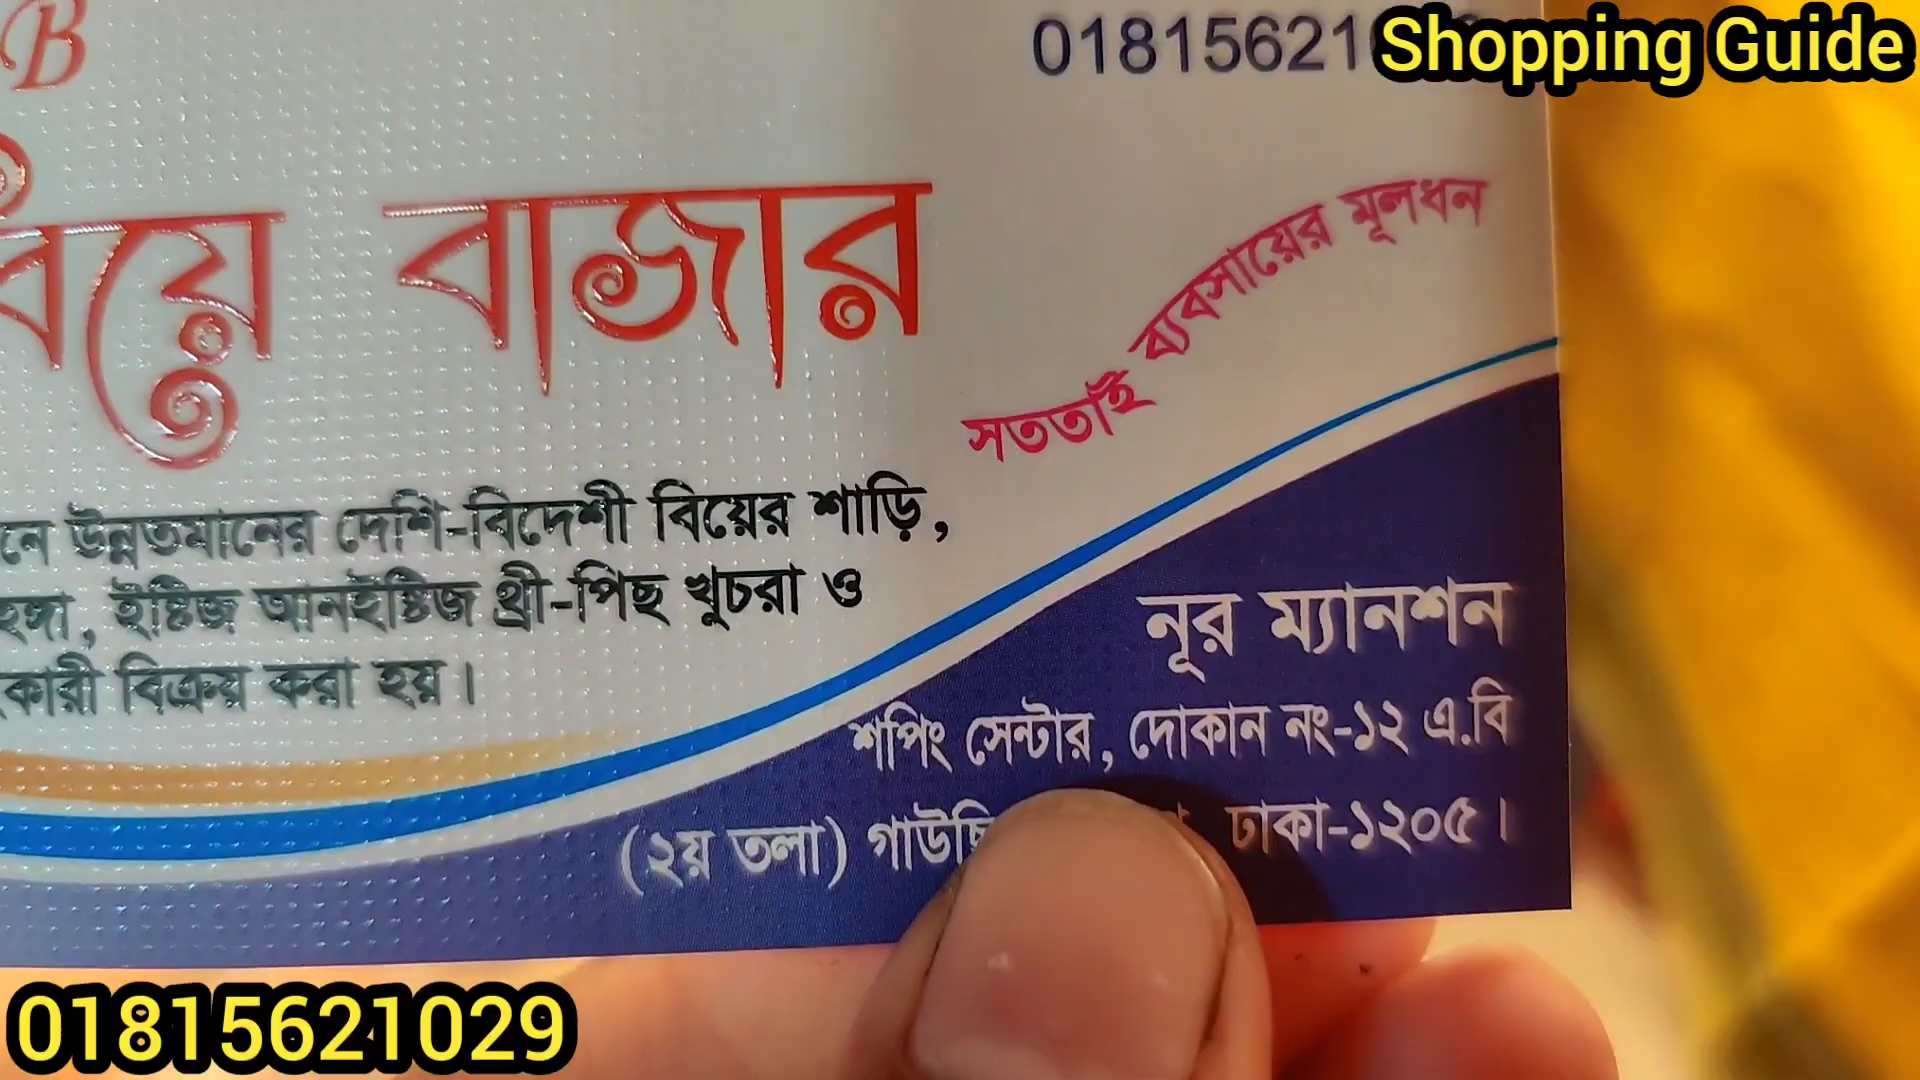 B
01815621
Shopping Guide
বিয়ে বাজার
সততাই ব্যবসায়ের মূলধন
উন্নতমানের দেশি-বিদেশী বিয়ের শাড়ি,
ইষ্টিজ আনইষ্টিজ থ্রী-পিছ খুচরা ও
বিক্রয় করা হয়।
নূর ম্যানশন
শপিং সেন্টার, দোকান নং-১২ এ.বি
(২য় তলা) ঢাকা-১২০৫।
01815621029